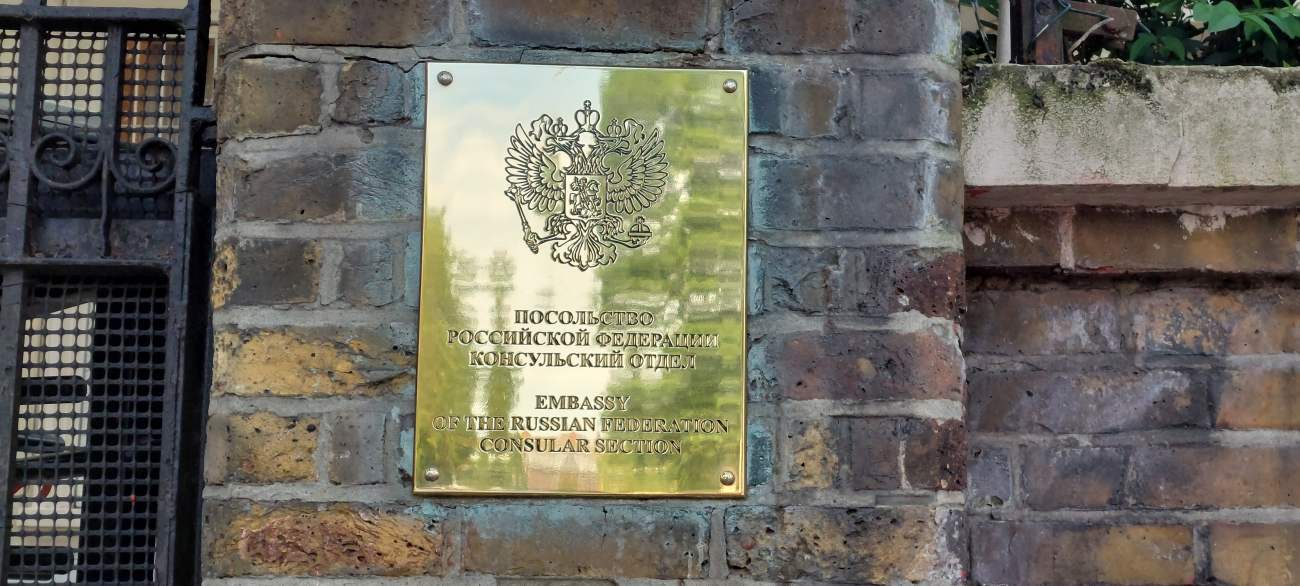 ПОСОЛЬСТВО
РОССИЙСКОЙ ФЕДЕРАЦИИ
КОНСУЛЬСКИЙ ОТДЕЛ
EMBASSY
OF THE RUSSIAN FEDERATION
CONSULAR SECTION